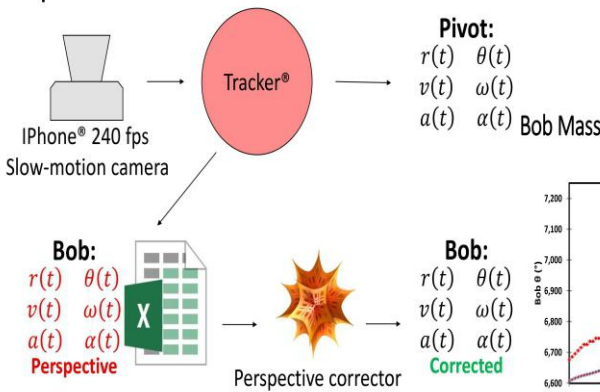 Pivot:
r(t) θ(t)
v(t) ω(t)
a(t) α(t)
Tracker®
IPhone® 240 fps
Slow-motion camera
Bob Mass
Bob:
r(t) θ(t)
v(t) ω(t)
a(t) α(t)
Perspective
X
Perspective corrector
Bob:
r(t) θ(t)
v(t) ω(t)
a(t) α(t)
Corrected
Bob θ (°)
7,200
7,100
7,000
6,900
6,800
6,700
6,600